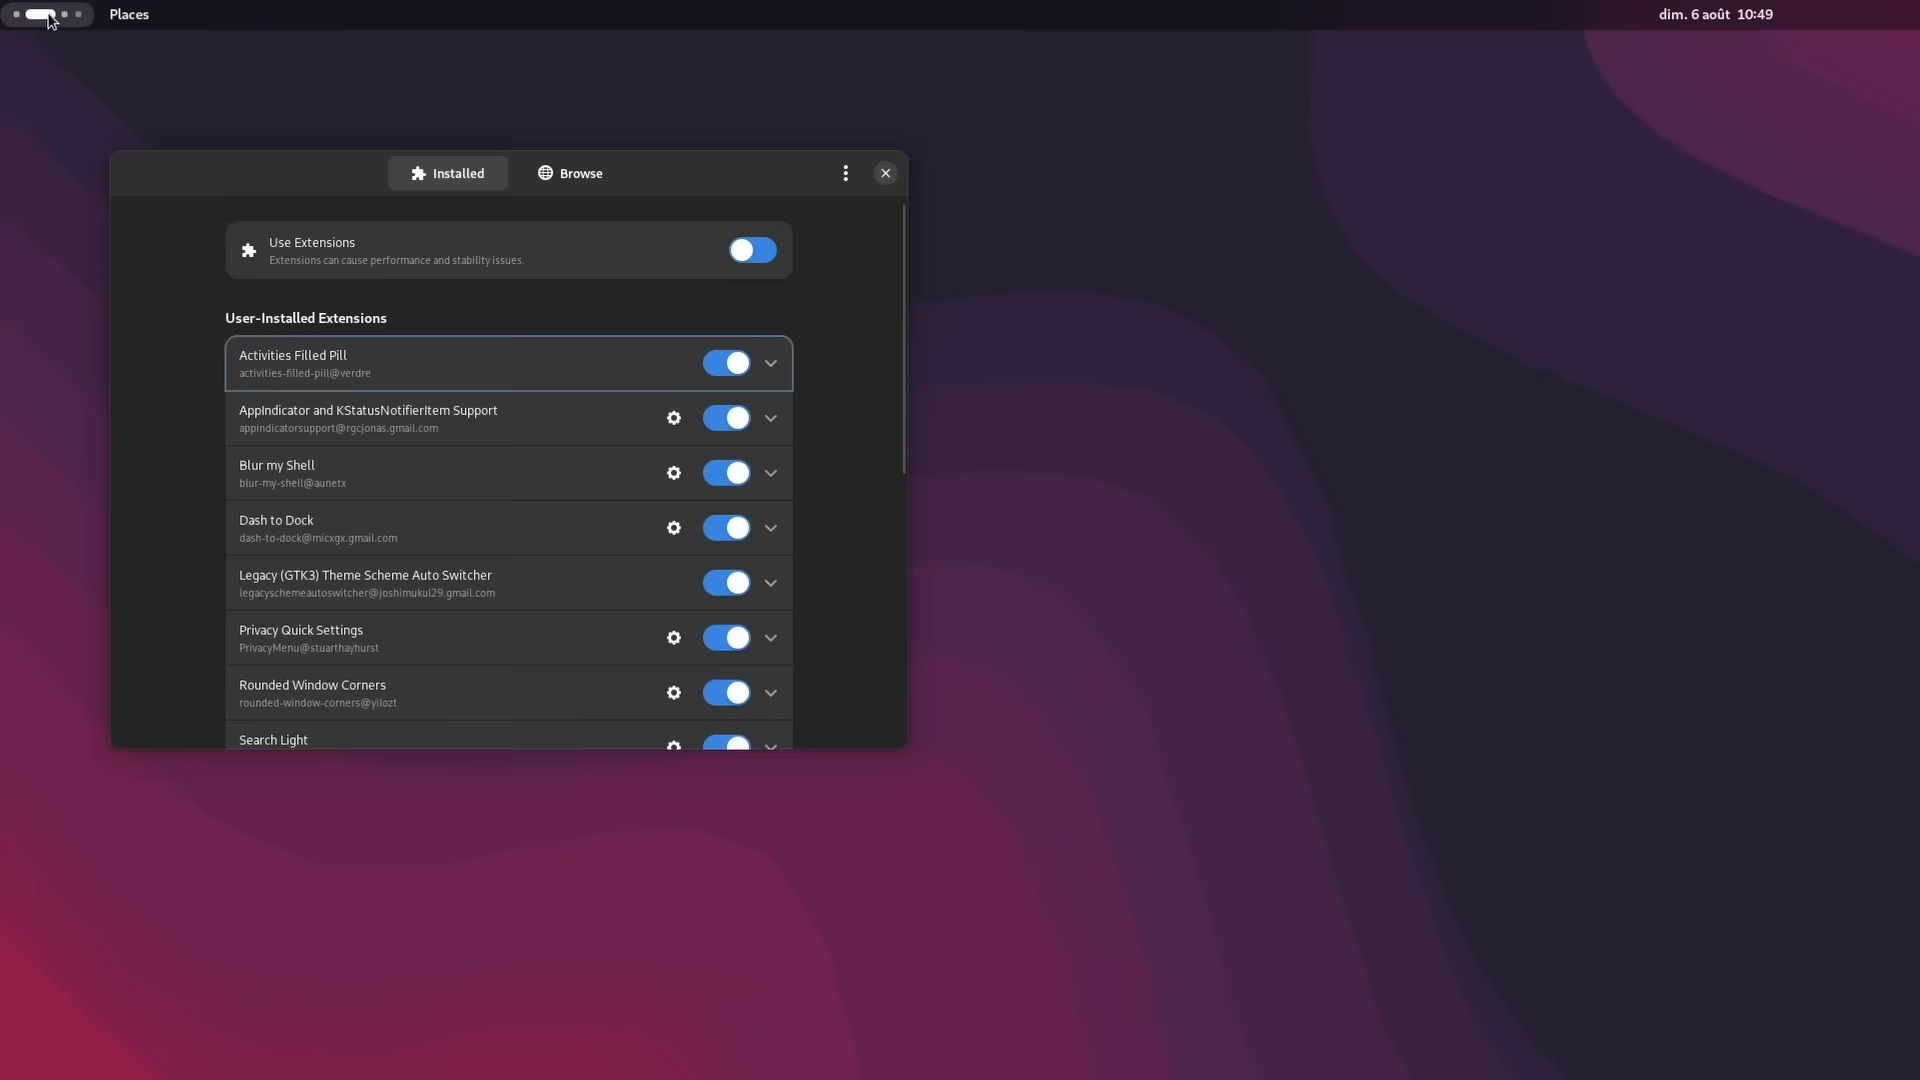 Places
dim. 6 août 10:49
Installed
Browse
Use Extensions
Extensions can cause performance and stability issues.
User-Installed Extensions
Activities Filled Pill
activities-filled-pill@verdre
AppIndicator and KStatusNotifierItem Support
appindicatorsupport@rgcjonas.gmail.com
Blur my Shell
blur-my-shell@aunetx
Dash to Dock
dash-to-dock@micxgx.gmail.com
Legacy (GTK3) Theme Scheme Auto Switcher
legacyschemeautoswitcher@joshimukul29.gmail.com
Privacy Quick Settings
PrivacyMenu@stuarthayhurst
Rounded Window Corners
rounded-window-corners@yilozt
Search Light